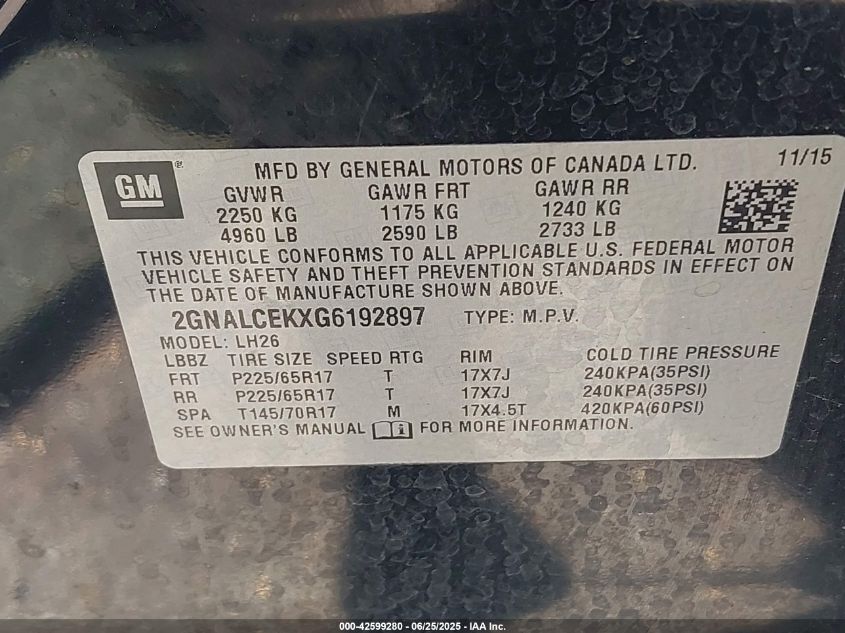 GM ® MFD BY GENERAL MOTORS OF CANADA LTD. 11/15
GVWR GAWR FRT GAWR RR
2250 KG 1175 KG 1240 KG
4960 LB 2590 LB 2733 LB
THIS VEHICLE CONFORMS TO ALL APPLICABLE U.S. FEDERAL MOTOR
VEHICLE SAFETY AND THEFT PREVENTION STANDARDS IN EFFECT ON
THE DATE OF MANUFACTURE SHOWN ABOVE.
2GNALCEKXG6192897 TYPE: M.P.V.
MODEL: LH26
LBBZ TIRE SIZE SPEED RTG RIM COLD TIRE PRESSURE
FRT P225/65R17 T 17X7J 240KPA(35PSI)
RR P225/65R17 T 17X7J 240KPA(35PSI)
SPA T145/70R17 M 17X4.5T 420KPA(60PSI)
SEE OWNER'S MANUAL FOR MORE INFORMATION.
000-42599280 - 06/25/2025 - IAA Inc.